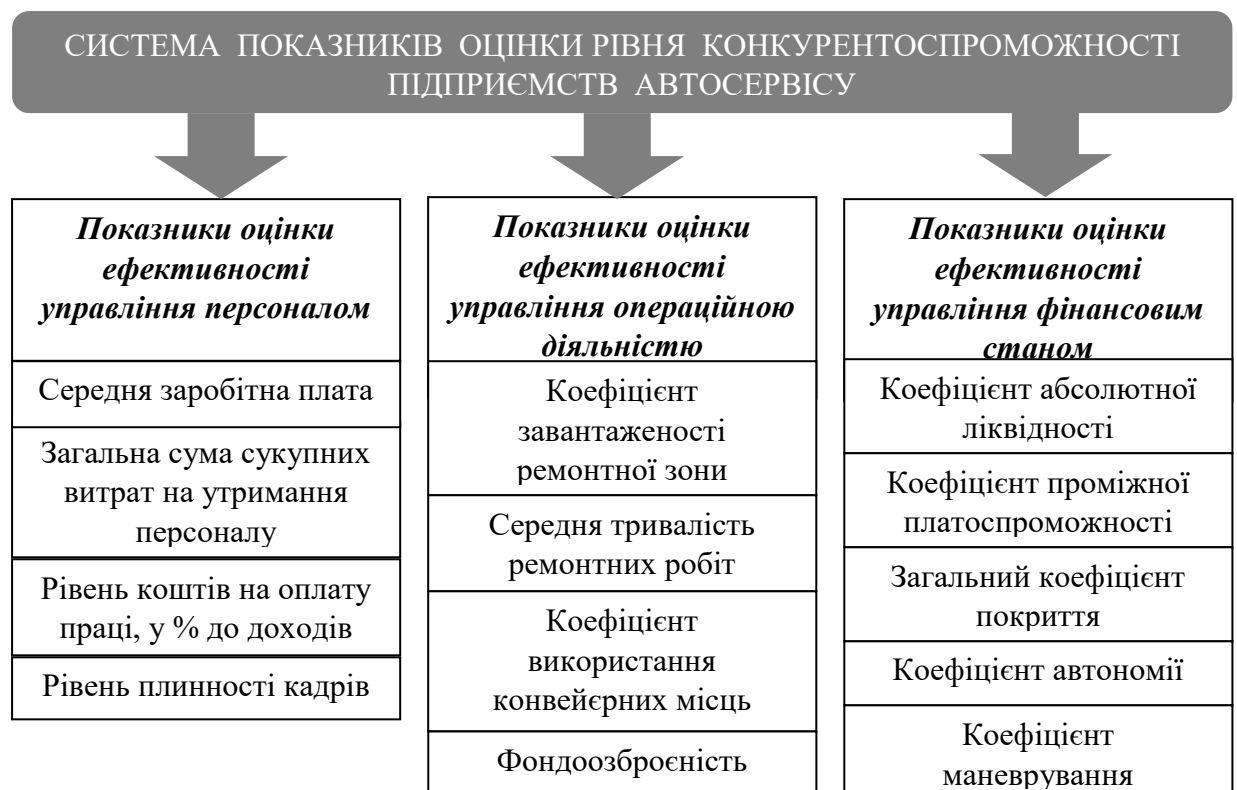 СИСТЕМА ПОКАЗНИКІВ ОЦІНКИ РІВНЯ КОНКУРЕНТОСПРОМОЖНОСТІ
ПІДПРИЄМСТВ АВТОСЕРВІСУ
Показники оцінки
ефективності
управління персоналом
Середня заробітна плата
Загальна сума сукупних
витрат на утримання
персоналу
Рівень коштів на оплату
праці, у % до доходів
Рівень плинності кадрів
Показники оцінки
ефективності
управління операційною
діяльністю
Коефіцієнт
завантаженості
ремонтної зони
Середня тривалість
ремонтних робіт
Коефіцієнт
використання
конвейєрних місць
Фондоозброєність
Показники оцінки
ефективності
управління фінансовим
станом
Коефіцієнт абсолютної
ліквідності
Коефіцієнт проміжної
платоспроможності
Загальний коефіцієнт
покриття
Коефіцієнт автономії
Коефіцієнт
маневрування